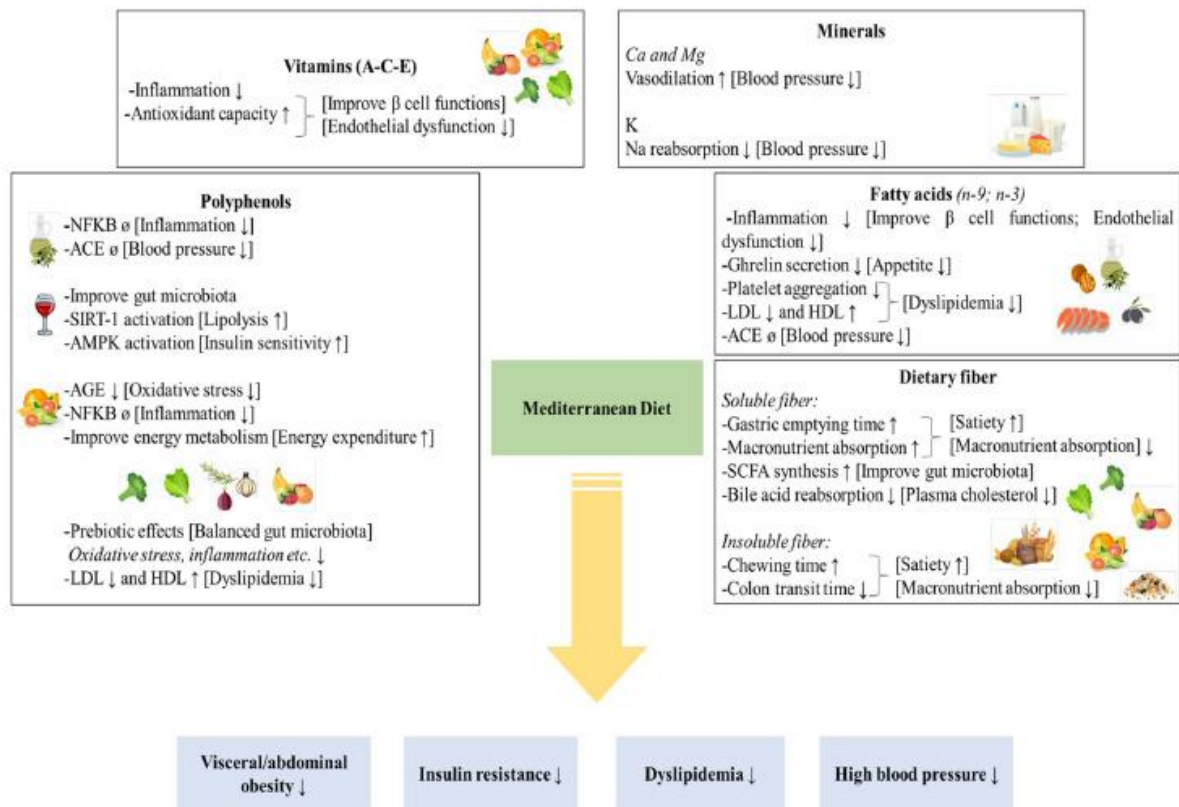 Vitamins (A-C-E)
-Inflammation ↓
-Antioxidant capacity ↑
[Improve β cell functions]
[Endothelial dysfunction ↓]
Minerals
Ca and Mg
Vasodilation ↑ [Blood pressure ↓]
K
Na reabsorption ↓ [Blood pressure ↓]
Polyphenols
-NFKB ø [Inflammation ↓]
-ACE ø [Blood pressure ↓]
-Improve gut microbiota
-SIRT-1 activation [Lipolysis ↑]
-AMPK activation [Insulin sensitivity ↑]
-AGE ↓ [Oxidative stress ↓]
-NFKB ø [Inflammation ↓]
-Improve energy metabolism [Energy expenditure ↑]
-Prebiotic effects [Balanced gut microbiota]
Oxidative stress, inflammation etc. ↓
-LDL ↓ and HDL ↑ [Dyslipidemia ↓]
Fatty acids (n-9; n-3)
-Inflammation ↓ [Improve β cell functions; Endothelial
dysfunction ↓]
-Ghrelin secretion ↓ [Appetite ↓]
-Platelet aggregation ↓
-LDL ↓ and HDL ↑
[Dyslipidemia ↓]
-ACE ø [Blood pressure ↓]
Mediterranean Diet
Dietary fiber
Soluble fiber:
-Gastric emptying time ↑
-Macronutrient absorption ↑
[Satiety ↑]
[Macronutrient absorption] ↓
-SCFA synthesis ↑ [Improve gut microbiota]
-Bile acid reabsorption ↓ [Plasma cholesterol ↓]
Insoluble fiber:
-Chewing time ↑
-Colon transit time ↓
[Satiety ↑]
[Macronutrient absorption ↓]
Visceral/abdominal
obesity ↓
Insulin resistance ↓
Dyslipidemia ↓
High blood pressure ↓